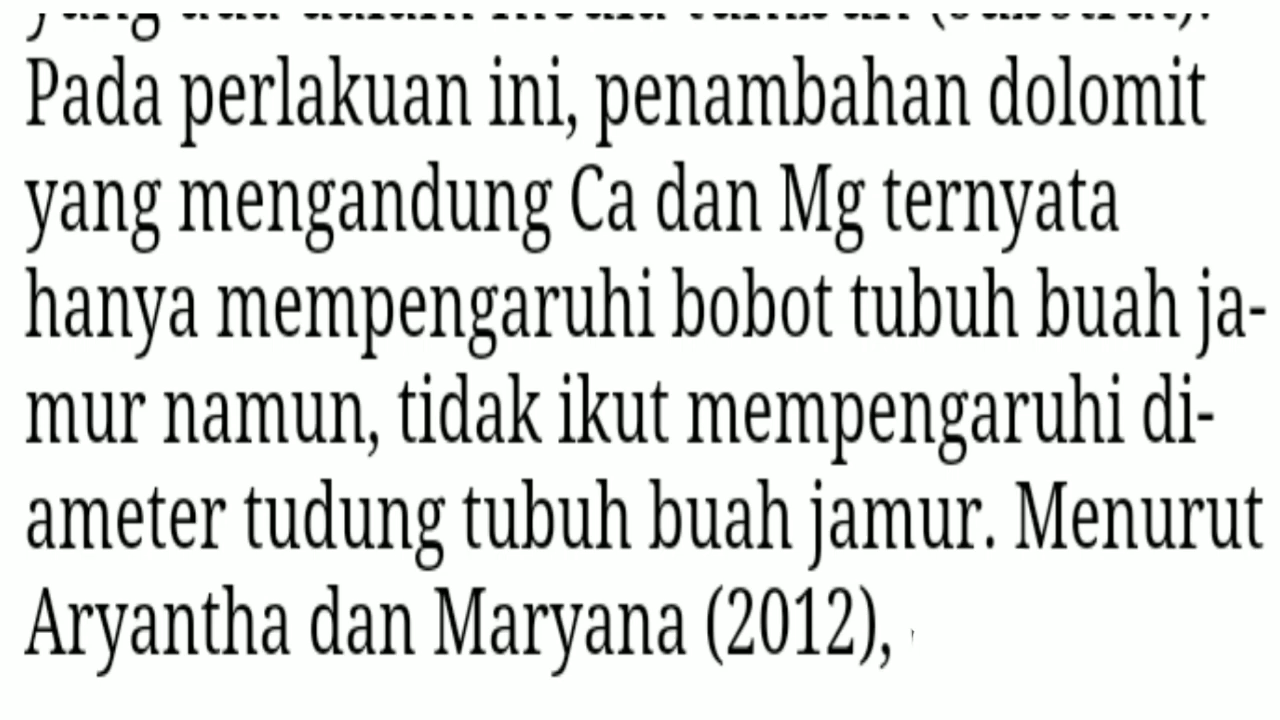 Pada perlakuan ini, penambahan dolomit
yang mengandung Ca dan Mg ternyata
hanya mempengaruhi bobot tubuh buah ja-
mur namun, tidak ikut mempengaruhi di-
ameter tudung tubuh buah jamur. Menurut
Aryantha dan Maryana (2012),